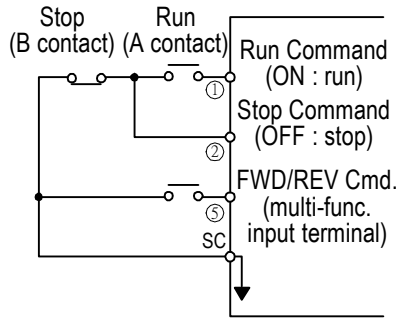 Stop
(B contact)
Run
(A contact)
Run Command
(ON : run)
①
Stop Command
(OFF : stop)
②
FWD/REV Cmd.
(multi-func.
input terminal)
⑤
SC